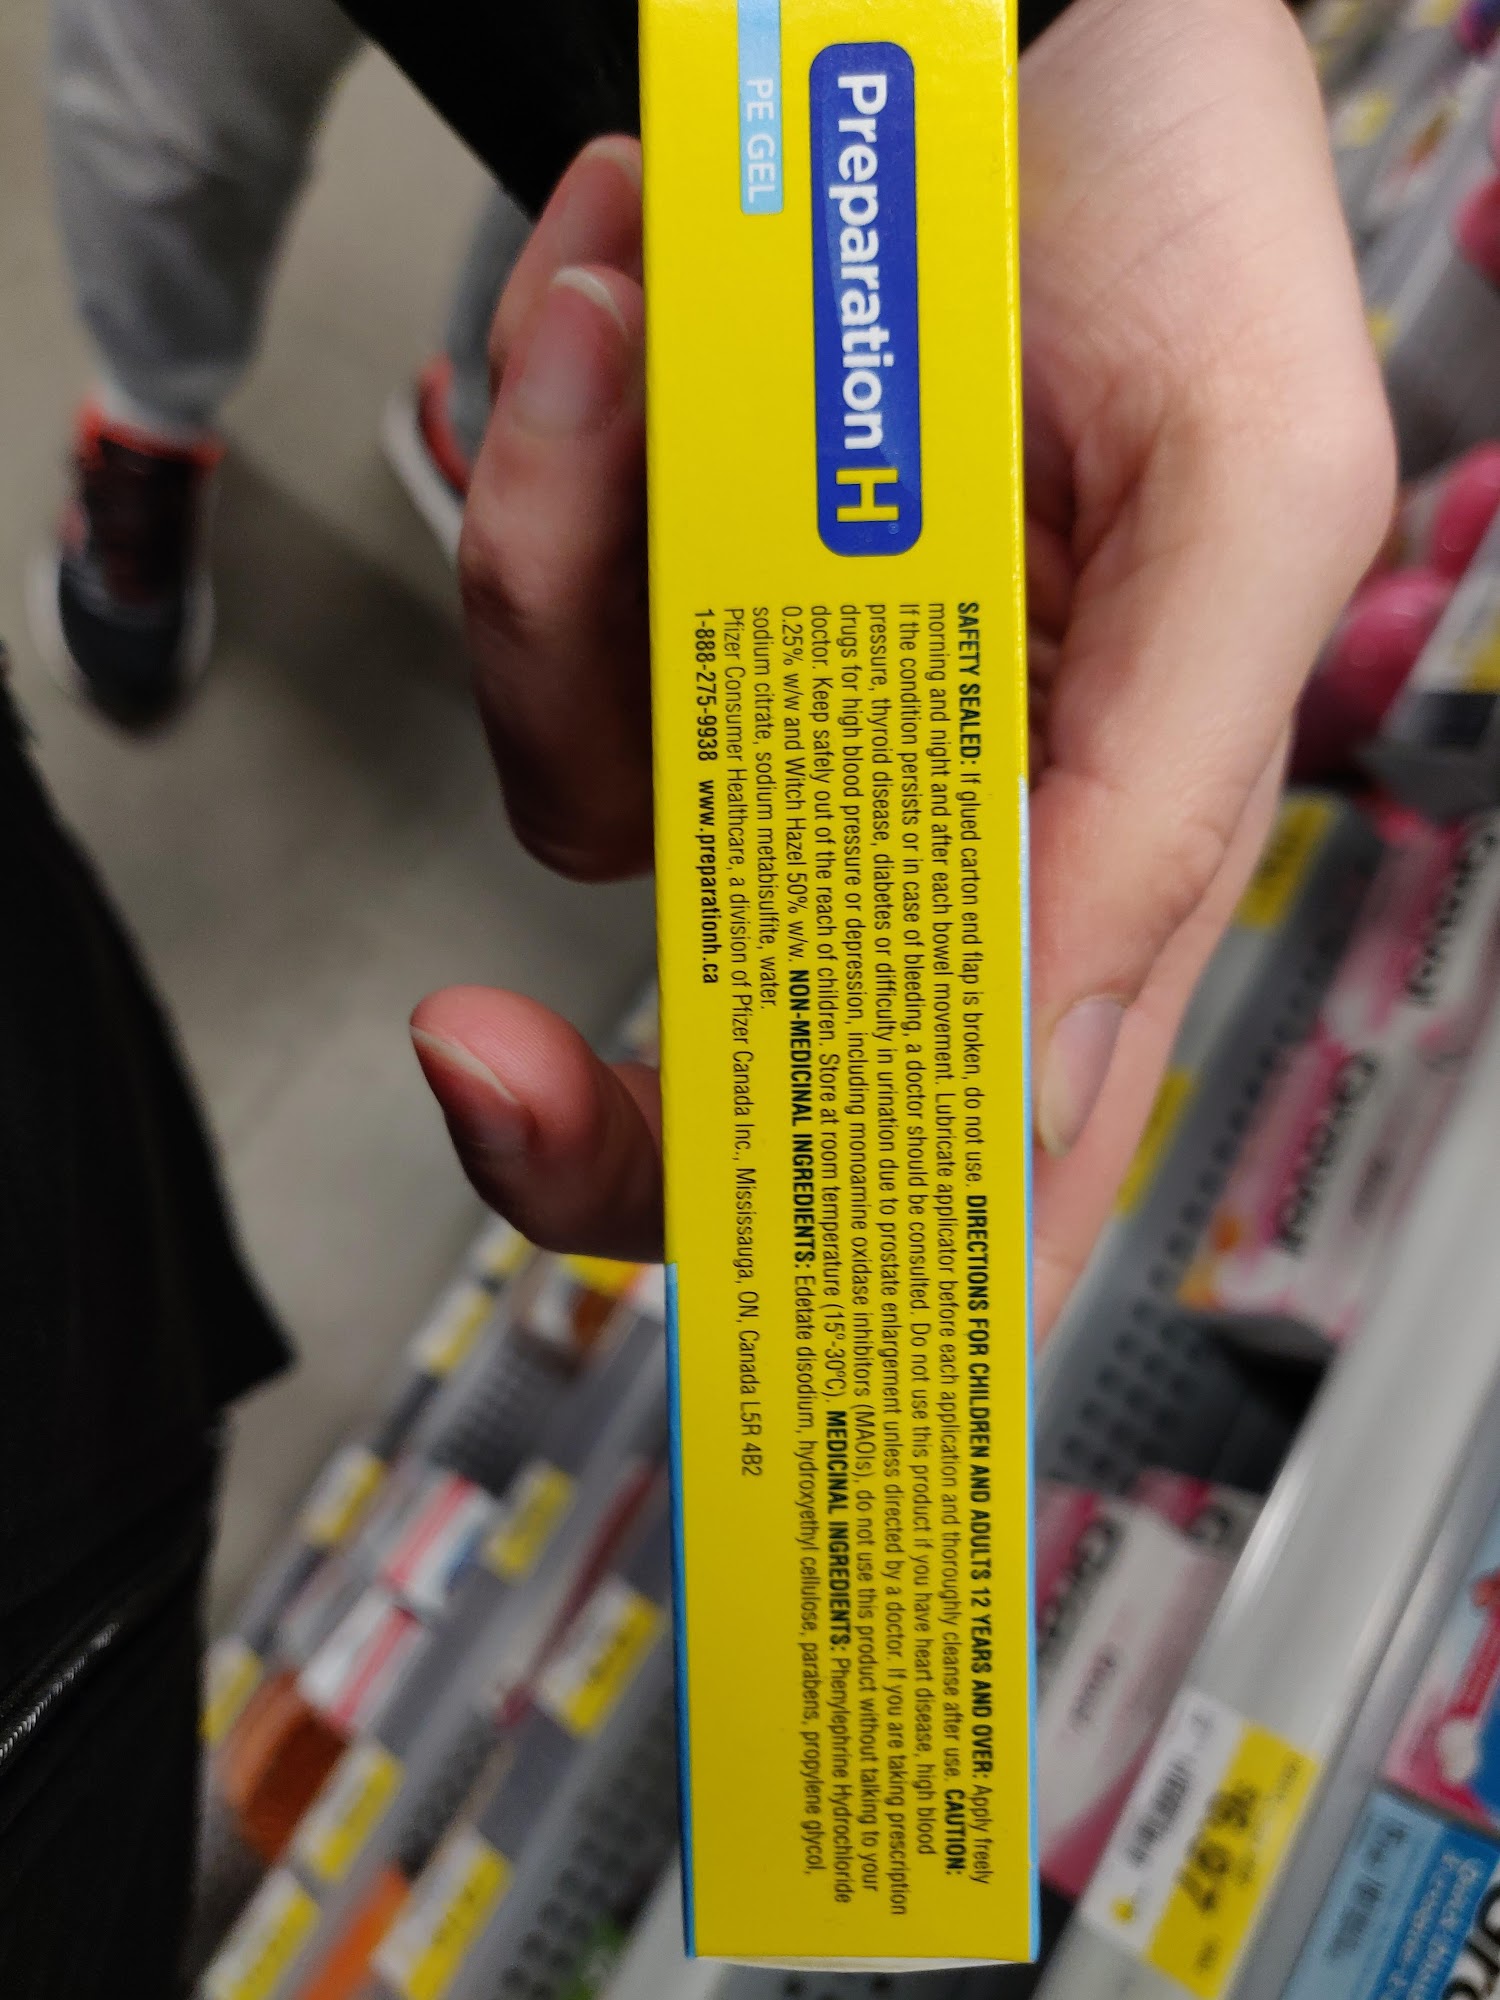 Preparation H
PE GEL
SAFETY SEALED: If glued carton end flap is broken, do not use. DIRECTIONS FOR CHILDREN AND ADULTS 12 YEARS AND OVER: Apply freely
morning and night and after each bowel movement. Lubricate applicator before each application and thoroughly cleanse after use. CAUTION:
If the condition persists or in case of bleeding, a doctor should be consulted. Do not use this product if you have heart disease, high blood
pressure, thyroid disease, diabetes or difficulty in urination due to prostate enlargement unless directed by a doctor. If you are taking prescription
drugs for high blood pressure or depression, including monoamine oxidase inhibitors (MAOIs), do not use this product without talking to your
doctor. Keep safely out of the reach of children. Store at room temperature (15°-30°C). MEDICINAL INGREDIENTS: Phenylephrine Hydrochloride
0.25% w/w and Witch Hazel 50% w/w. NON-MEDICINAL INGREDIENTS: Edetate disodium, hydroxyethyl cellulose, parabens, propylene glycol,
sodium citrate, sodium metabisulfite, water.
Pfizer Consumer Healthcare, a division of Pfizer Canada Inc., Mississauga, ON, Canada L5R 4B2
1-888-275-9938 www.preparationh.ca